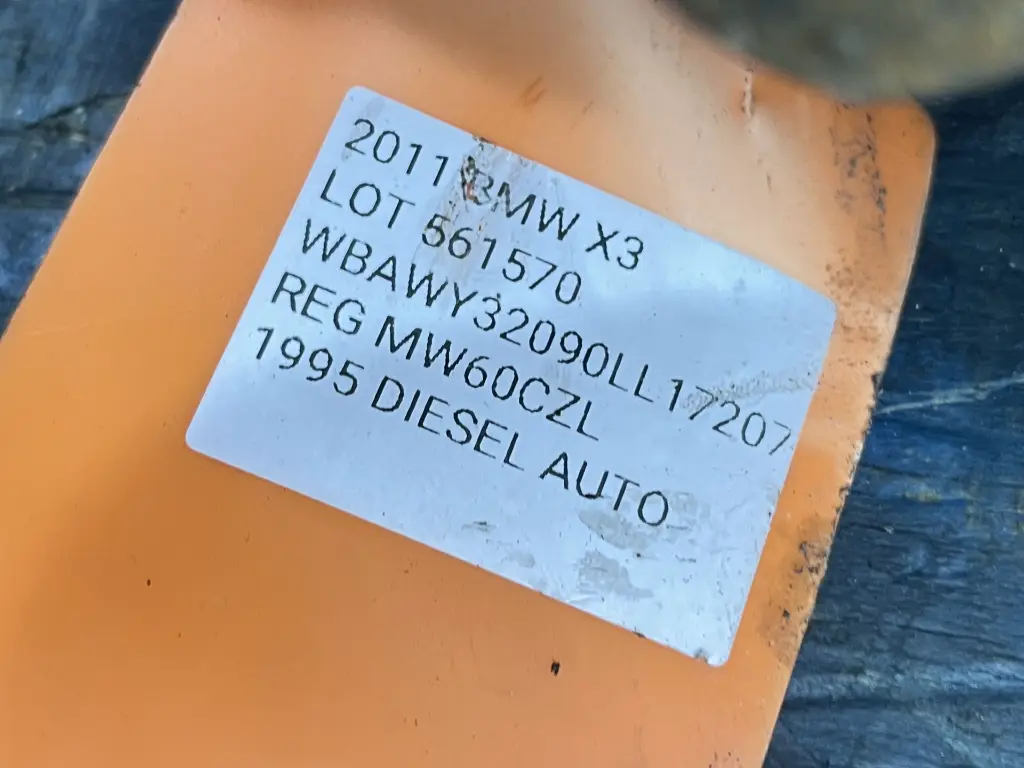 2011 BMW X3
LOT 561570
WBAWY32090LL17207
REG MW60CZL
1995 DIESEL AUTO